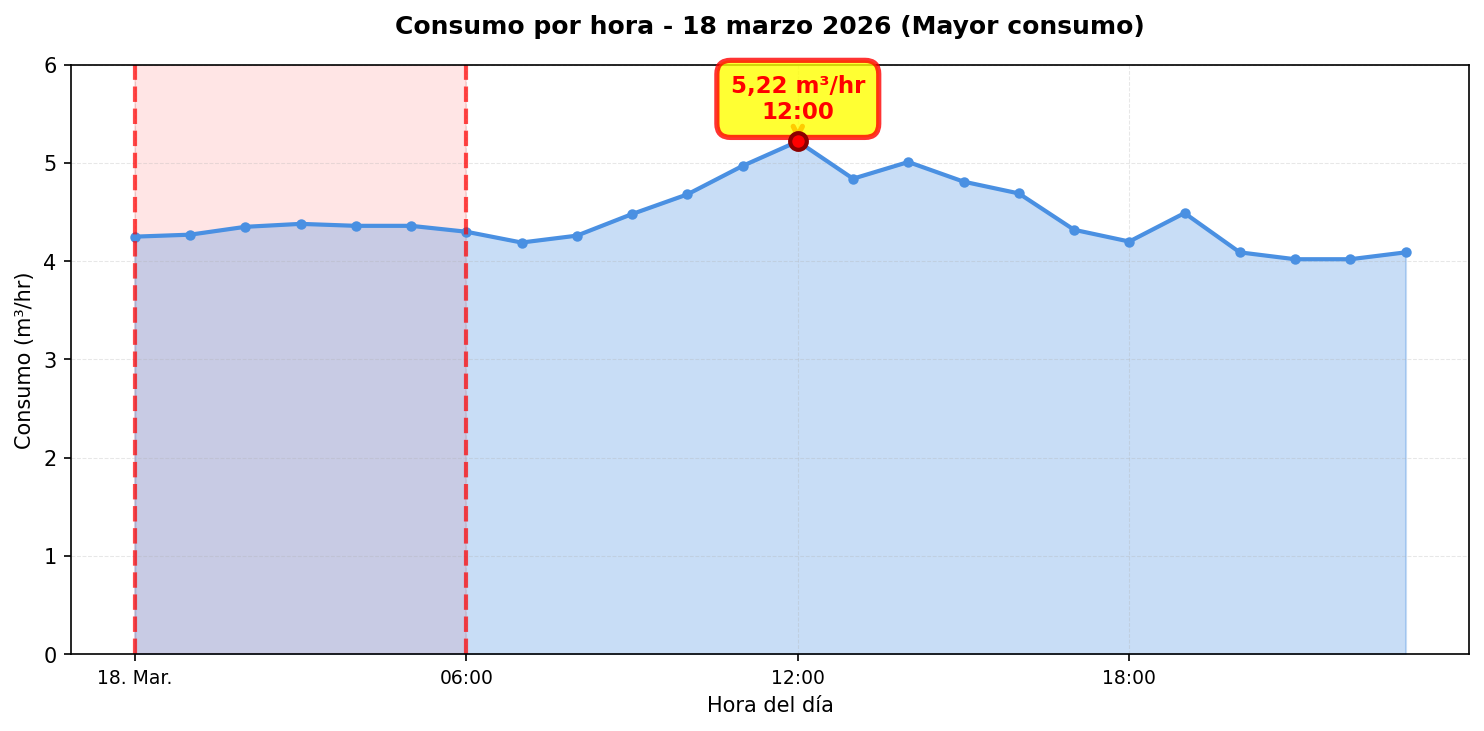 Consumo por hora - 18 marzo 2026 (Mayor consumo)
5,22 m³/hr
12:00
Consumo (m³/hr)
6
5
4
3
2
1
0
18. Mar.
06:00
12:00
18:00
Hora del día